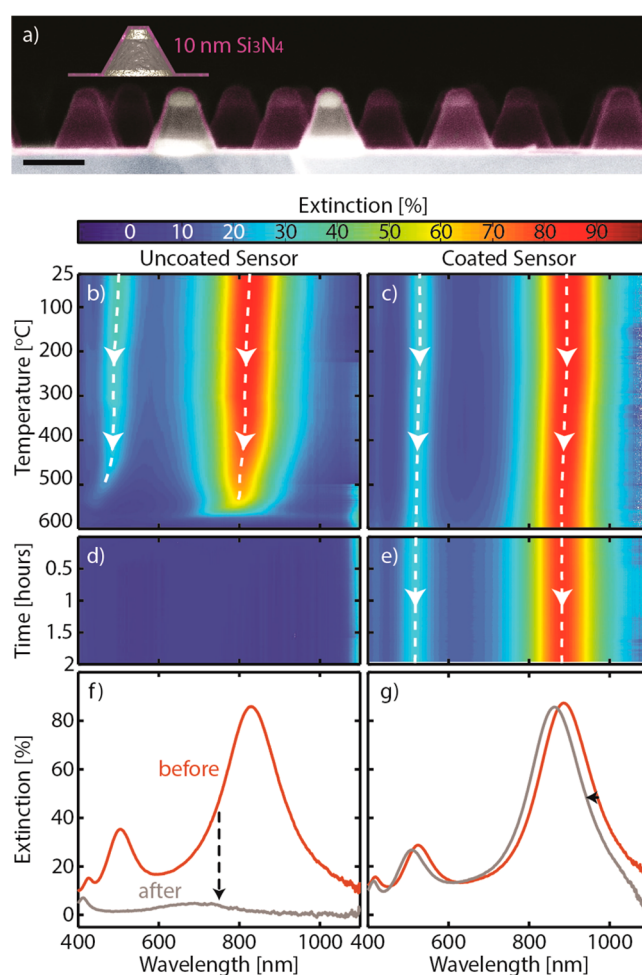 a)
10 nm Si₃N₄
Extinction [%]
0 10 20 30 40 50 60 70 80 90
Uncoated Sensor Coated Sensor
Temperature [°C]
25
100
200
300
400
500
600
b)
c)
Time [hours]
0.5
1
1.5
2
d)
e)
Extinction [%]
80
60
40
20
0
f)
before
after
g)
400 600 800 1000 400 600 800 1000
Wavelength [nm] Wavelength [nm]